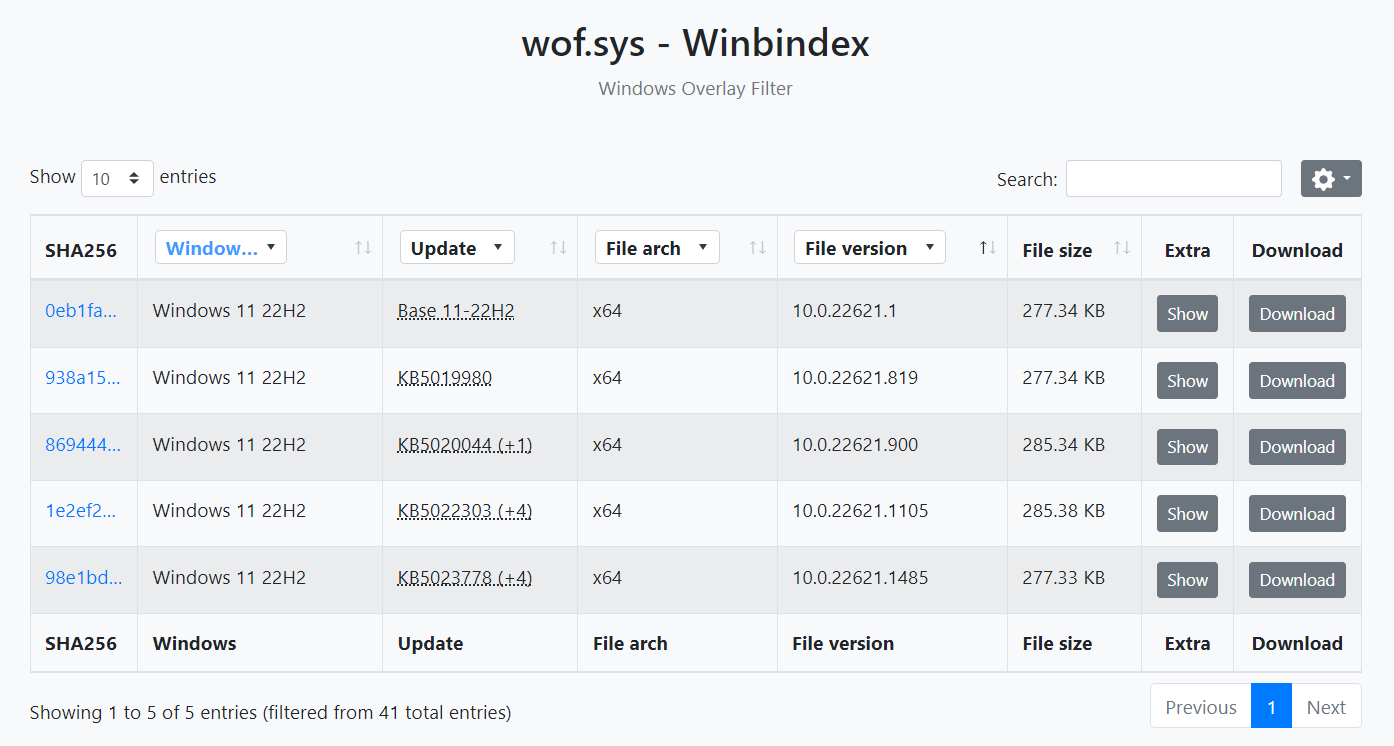 wof.sys - Winbindex
Windows Overlay Filter
Show 10 entries
Search:
SHA256 Window... Update File arch File version File size Extra Download
0eb1fa... Windows 11 22H2 Base 11-22H2 x64 10.0.22621.1 277.34 KB Show Download
938a15... Windows 11 22H2 KB5019980 x64 10.0.22621.819 277.34 KB Show Download
869444... Windows 11 22H2 KB5020044 (+1) x64 10.0.22621.900 285.34 KB Show Download
1e2ef2... Windows 11 22H2 KB5022303 (+4) x64 10.0.22621.1105 285.38 KB Show Download
98e1bd... Windows 11 22H2 KB5023778 (+4) x64 10.0.22621.1485 277.33 KB Show Download
SHA256 Windows Update File arch File version File size Extra Download
Showing 1 to 5 of 5 entries (filtered from 41 total entries)
Previous 1 Next